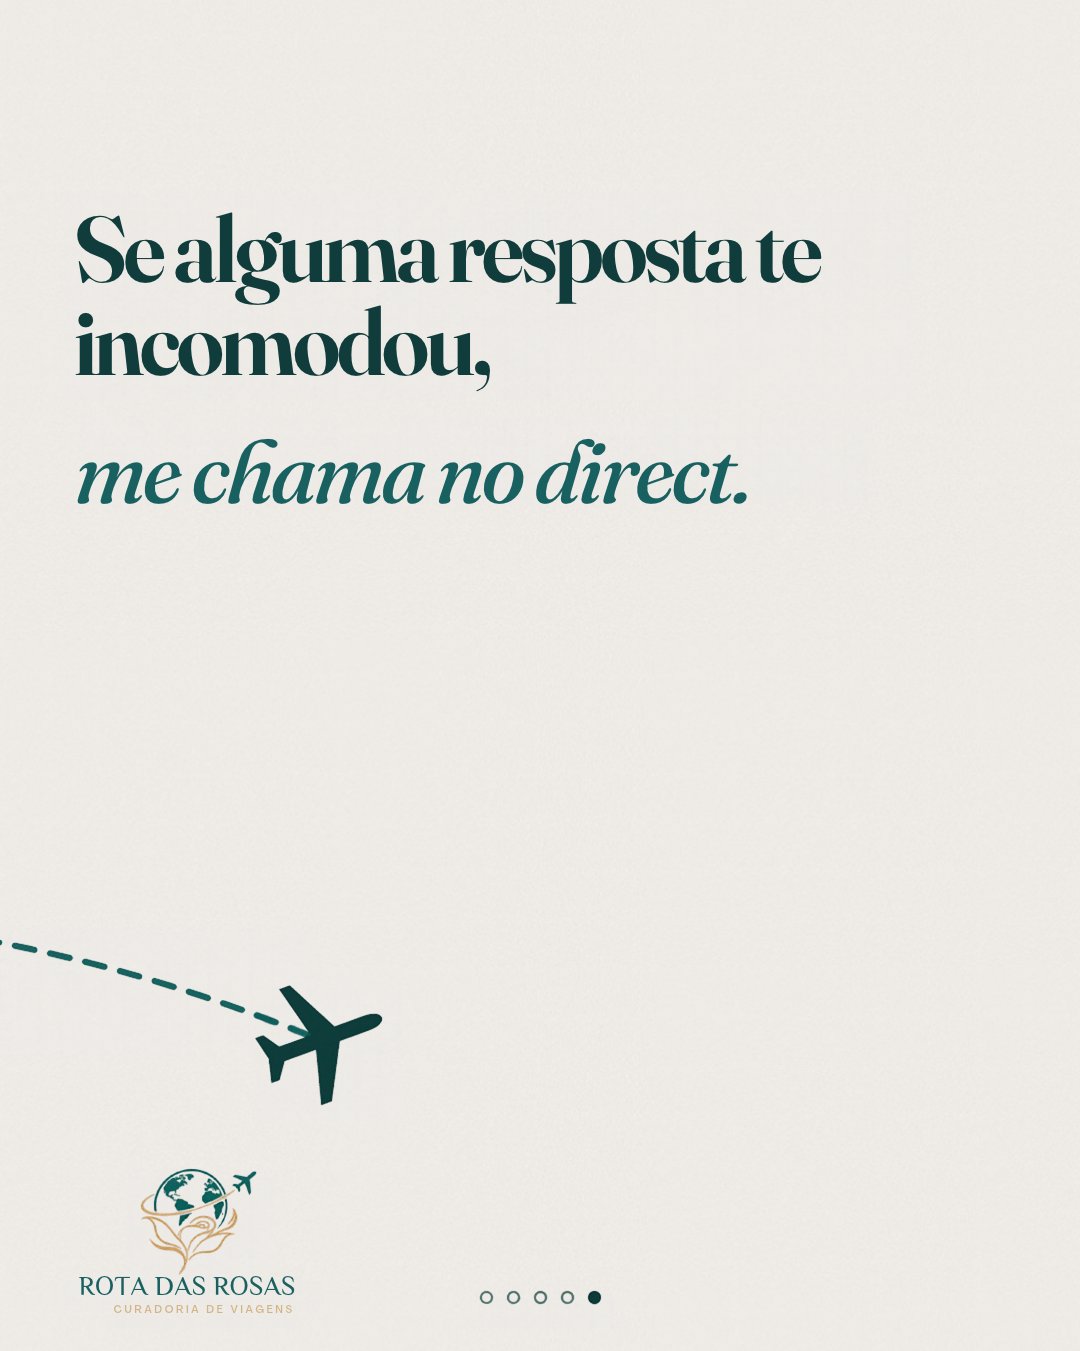 Se alguma resposta te
incomodou,
me chama no direct.
ROTA DAS ROSAS
CURADORIA DE VIAGENS